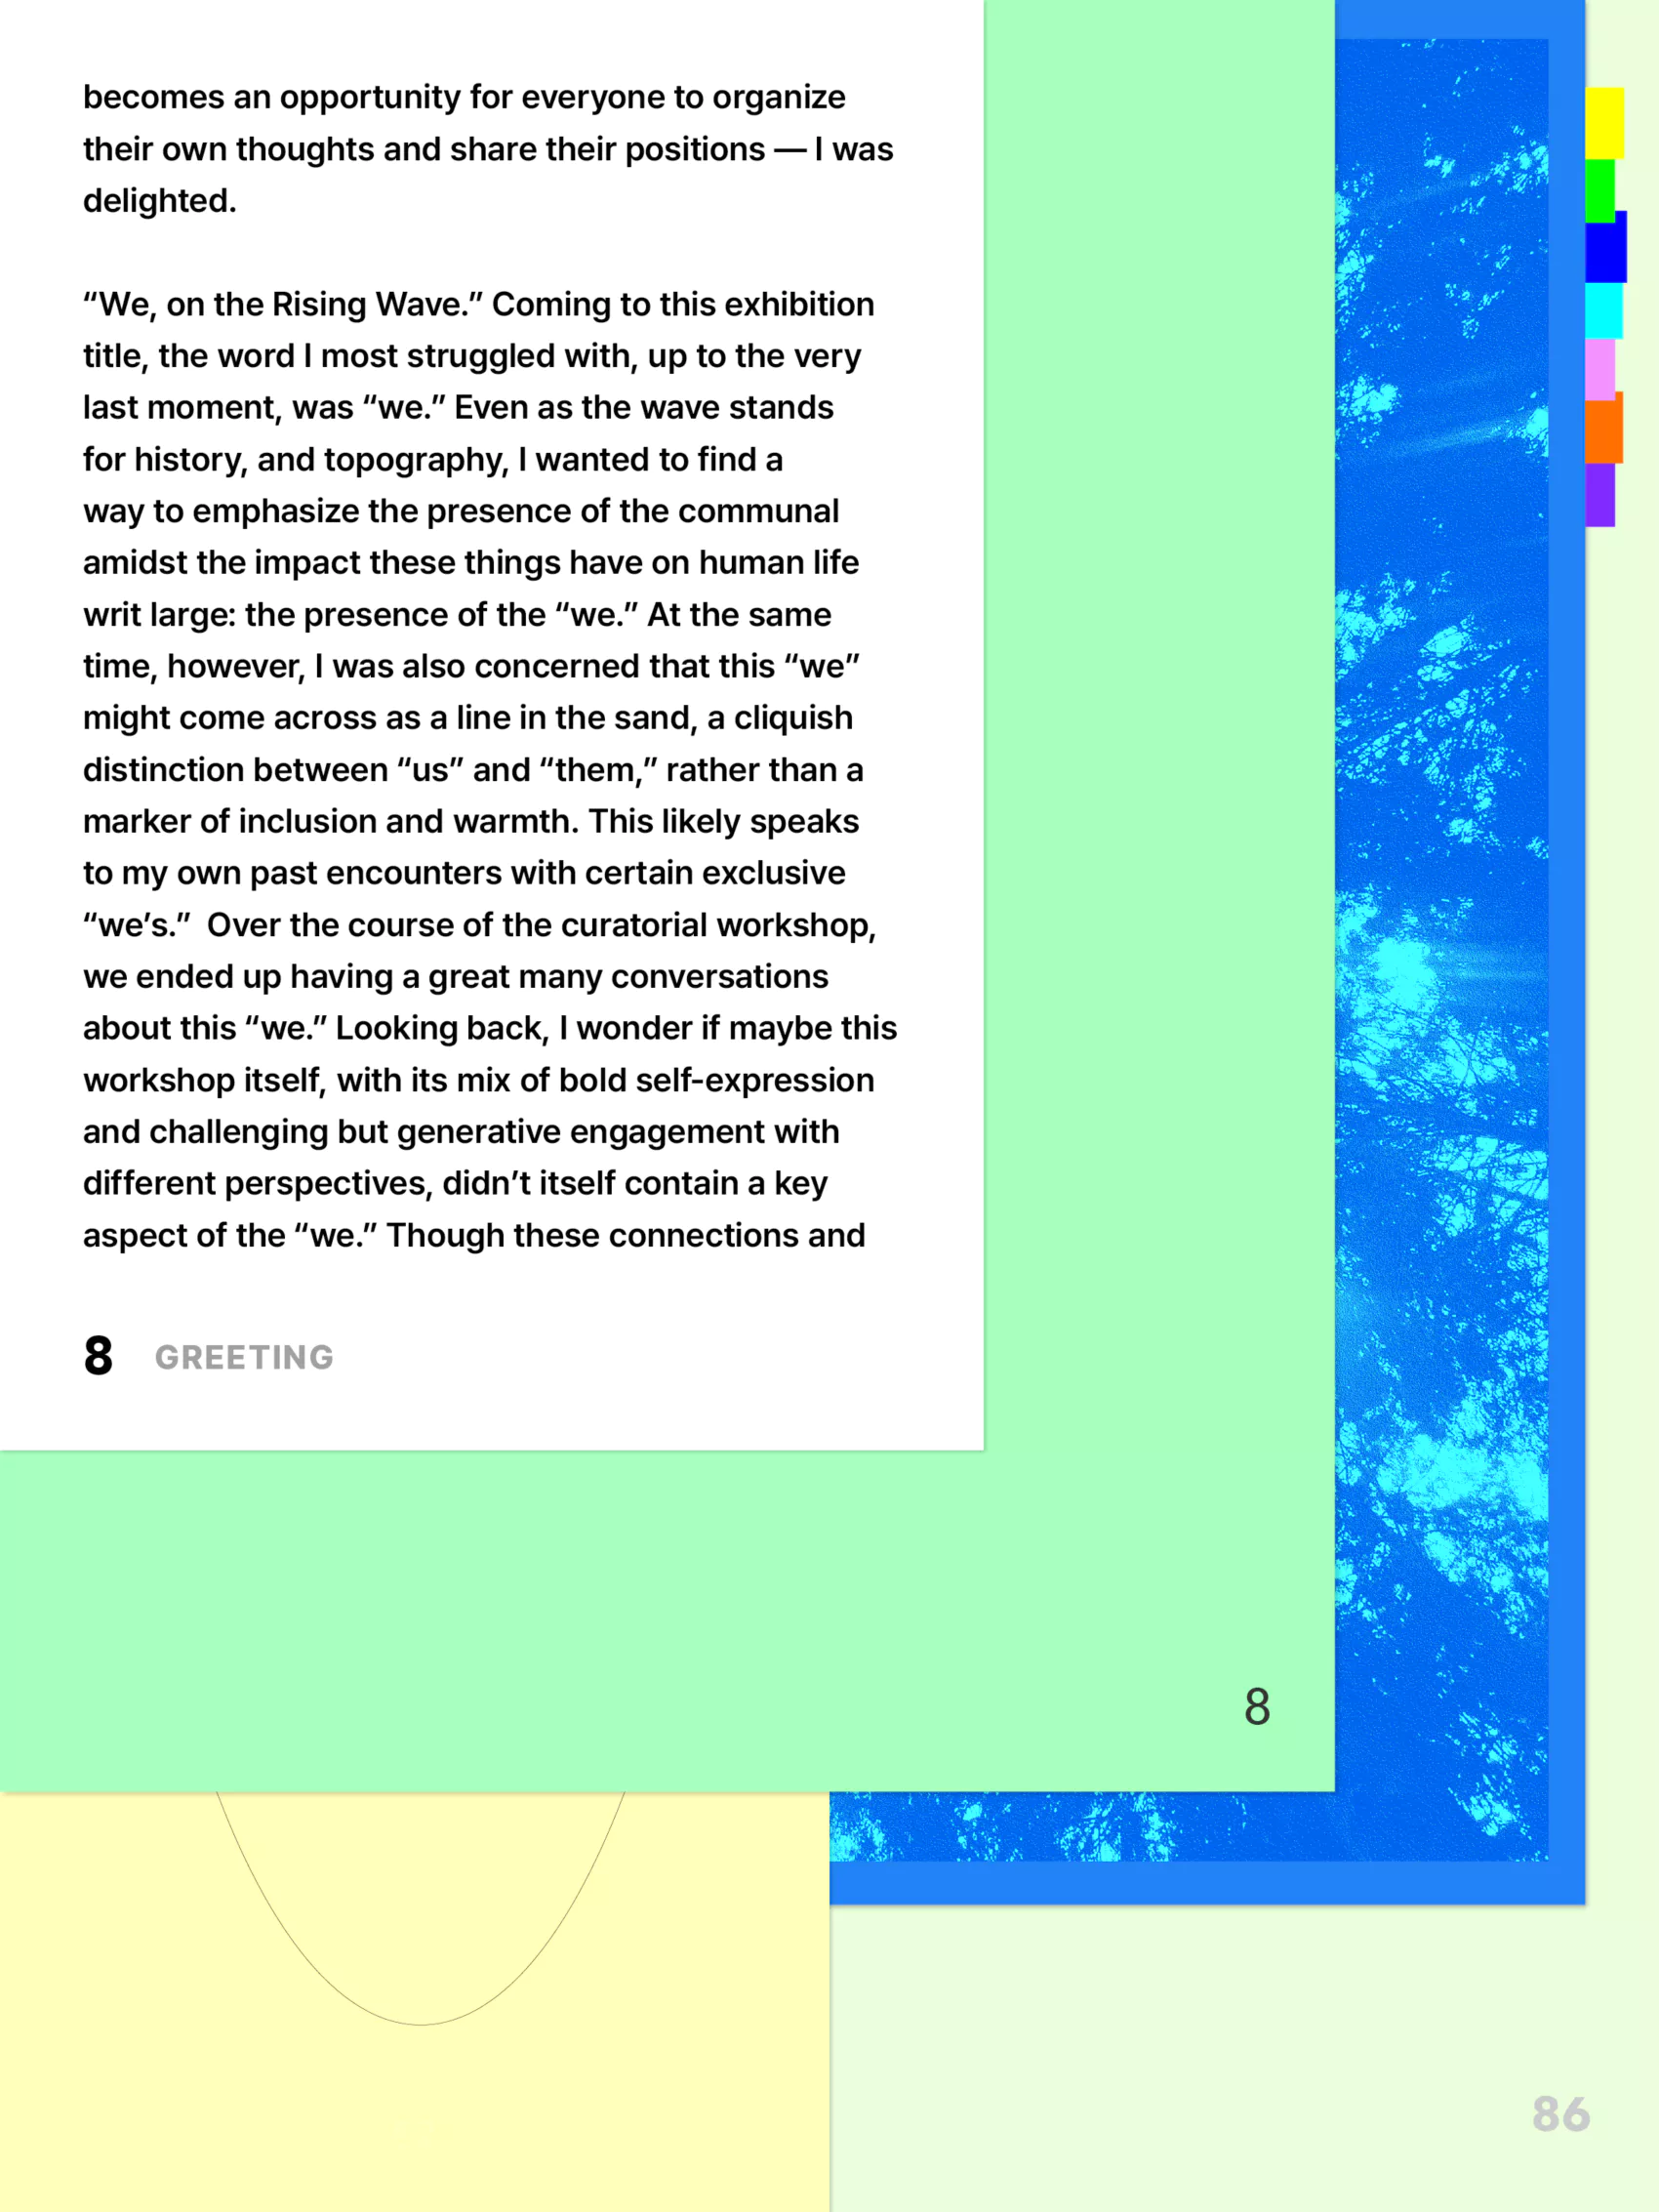 becomes an opportunity for everyone to organize
their own thoughts and share their positions — I was
delighted.
“We, on the Rising Wave.” Coming to this exhibition
title, the word I most struggled with, up to the very
last moment, was “we.” Even as the wave stands
for history, and topography, I wanted to find a
way to emphasize the presence of the communal
amidst the impact these things have on human life
writ large: the presence of the “we.” At the same
time, however, I was also concerned that this “we”
might come across as a line in the sand, a cliquish
distinction between “us” and “them,” rather than a
marker of inclusion and warmth. This likely speaks
to my own past encounters with certain exclusive
“we’s.”  Over the course of the curatorial workshop,
we ended up having a great many conversations
about this “we.” Looking back, I wonder if maybe this
workshop itself, with its mix of bold self-expression
and challenging but generative engagement with
different perspectives, didn’t itself contain a key
aspect of the “we.” Though these connections and
8 GREETING
8
86